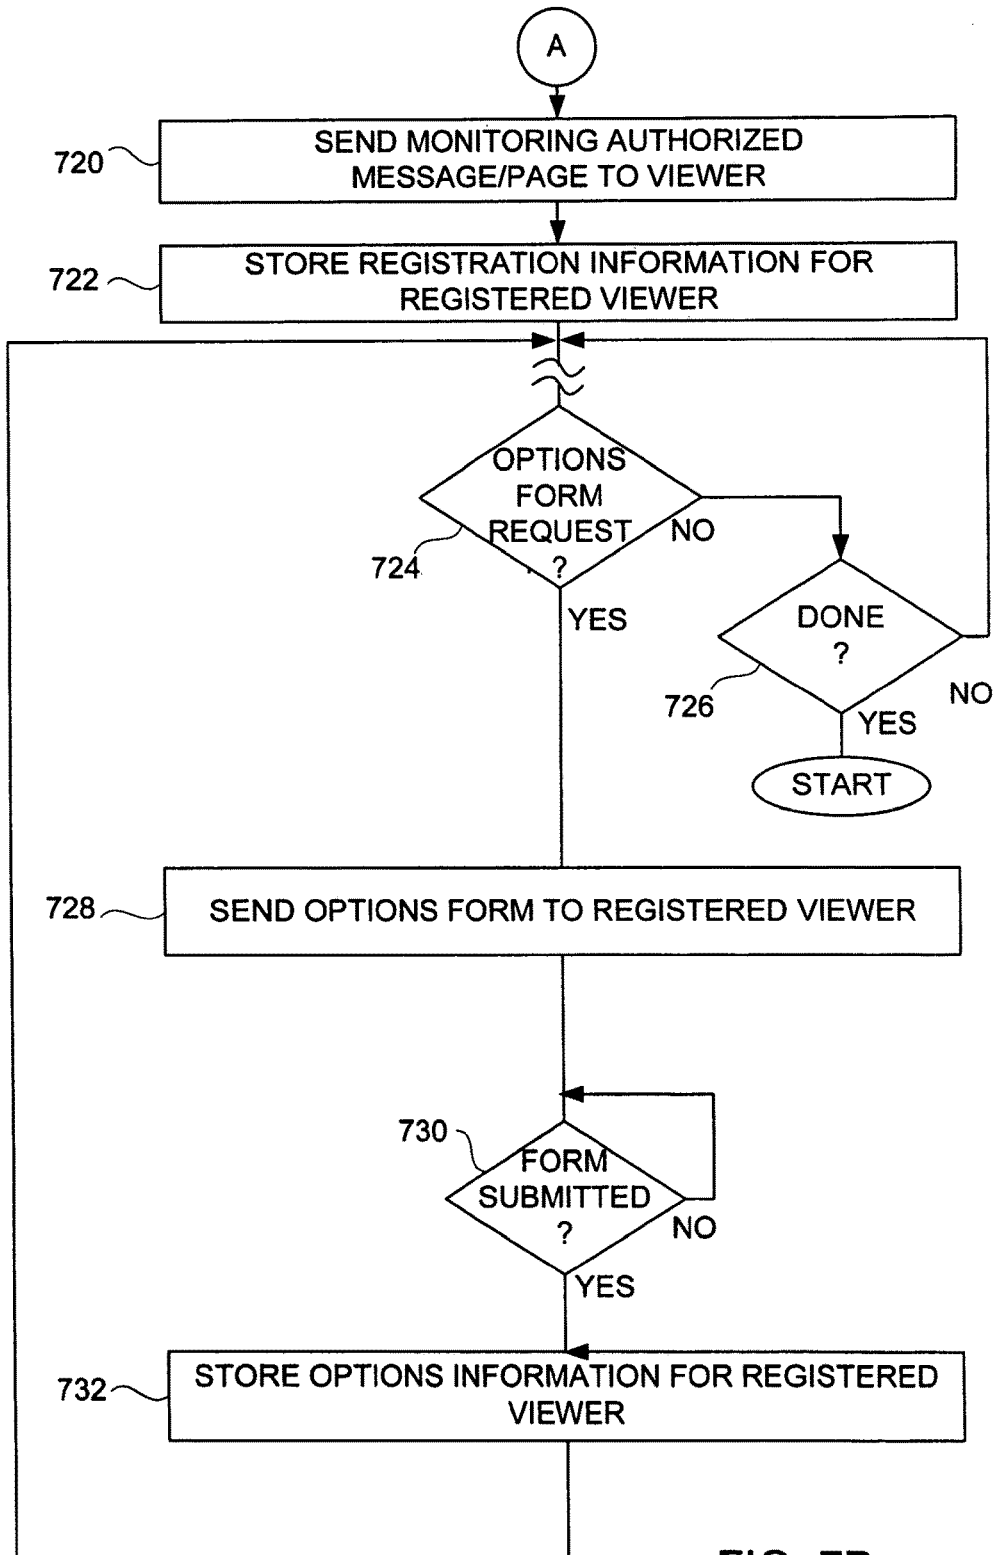 A
SEND MONITORING AUTHORIZED
MESSAGE/PAGE TO VIEWER
720
STORE REGISTRATION INFORMATION FOR
REGISTERED VIEWER
722
OPTIONS
FORM
REQUEST
?
724
NO
YES
DONE
?
726
NO
YES
START
728
SEND OPTIONS FORM TO REGISTERED VIEWER
730
FORM
SUBMITTED
?
NO
YES
732
STORE OPTIONS INFORMATION FOR REGISTERED
VIEWER